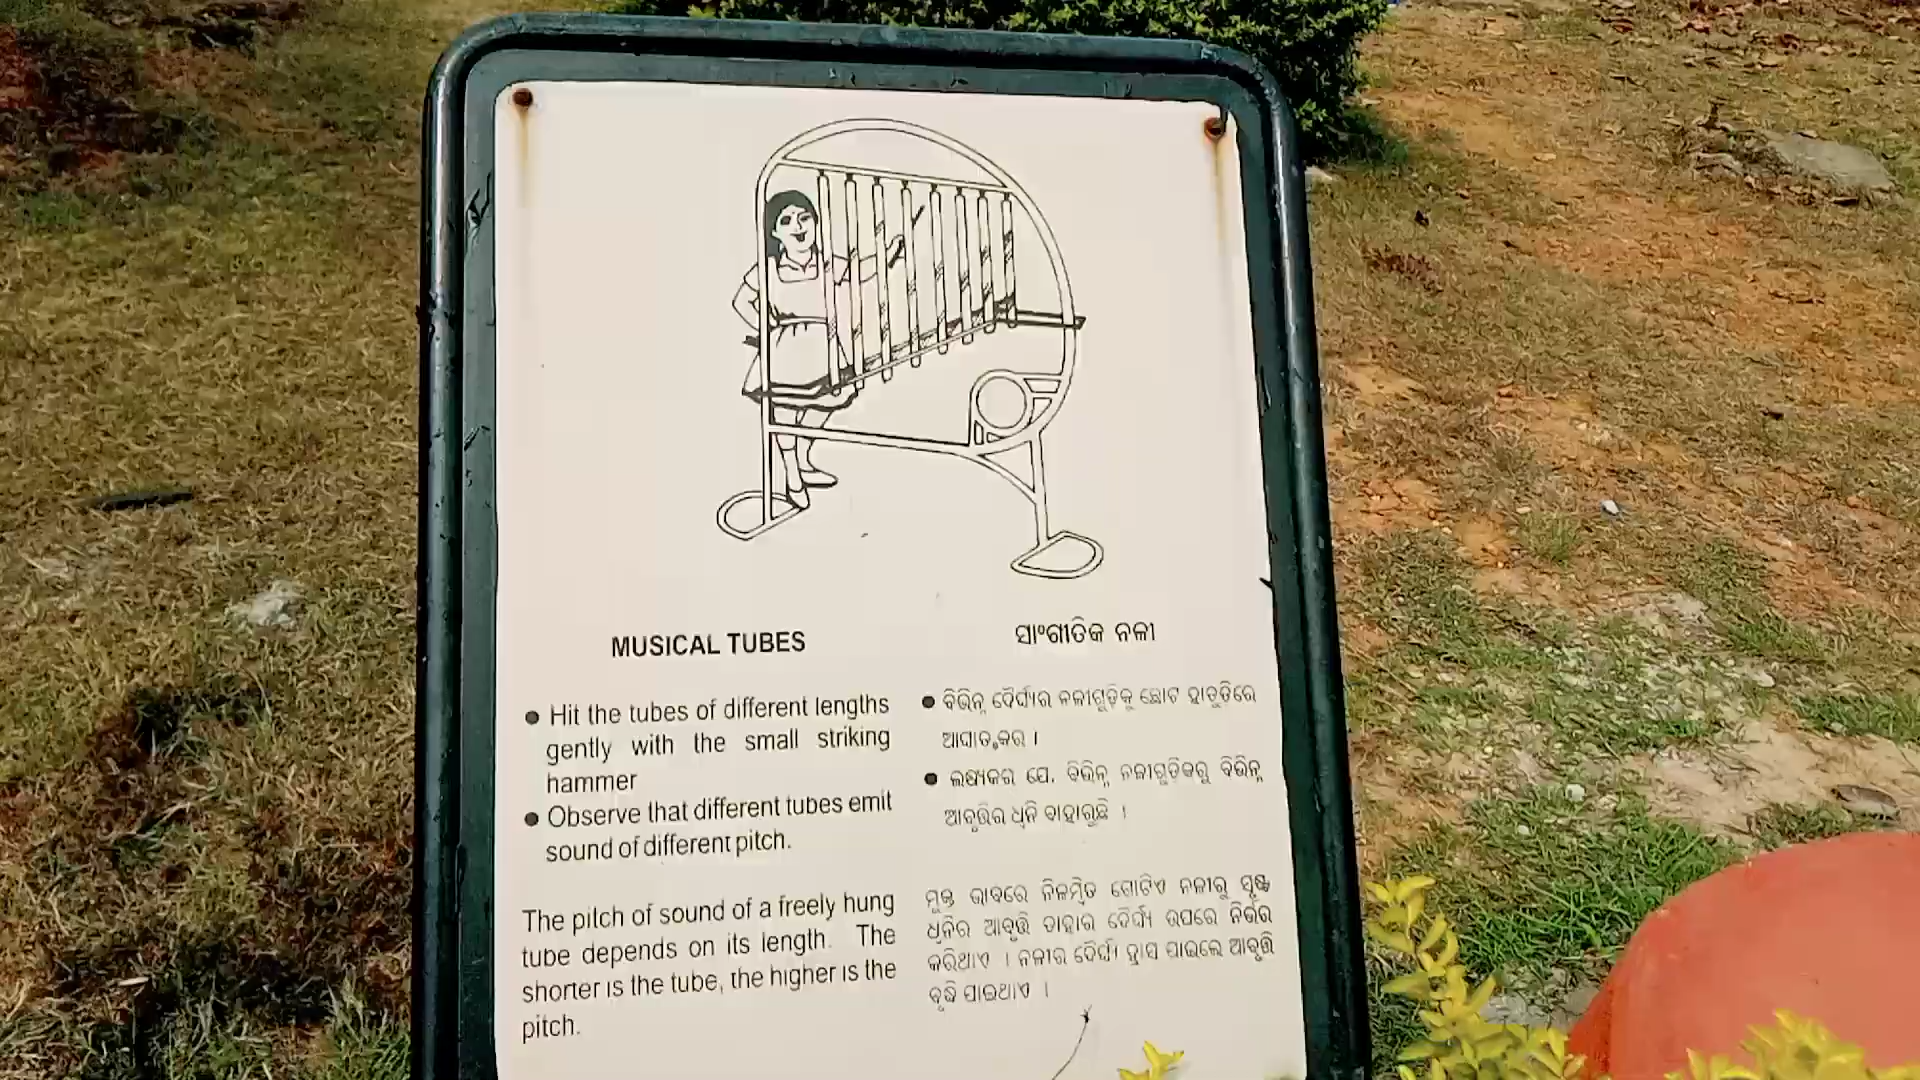 MUSICAL TUBES
● Hit the tubes of different lengths
gently with the small striking
hammer
● Observe that different tubes emit
sound of different pitch.
The pitch of sound of a freely hung
tube depends on its length. The
shorter is the tube, the higher is the
pitch.
ସାଂଗୀତିକ ନଳୀ
● ବିଭିନ୍ନ ଦୈର୍ଘ୍ୟର ନଳୀଗୁଡ଼ିକୁ ଛୋଟ ହାତୁଡ଼ିରେ
ଆଘାତ କର ।
● ଲକ୍ଷ୍ୟକର ଯେ, ବିଭିନ୍ନ ନଳୀଗୁଡ଼ିକରୁ ବିଭିନ୍ନ
ଆବୃତ୍ତିର ଧ୍ୱନି ବାହାରୁଛି ।
ମୁକ୍ତ ଭାବରେ ନିଳମ୍ବିତ ଗୋଟିଏ ନଳୀରୁ ସୃଷ୍ଟ
ଧ୍ୱନିର ଆବୃତ୍ତି ତାହାର ଦୈର୍ଘ୍ୟ ଉପରେ ନିର୍ଭର
କରିଥାଏ । ନଳୀର ଦୈର୍ଘ୍ୟ ହ୍ରାସ ପାଇଲେ ଆବୃତ୍ତି
ବୃଦ୍ଧି ପାଇଥାଏ ।